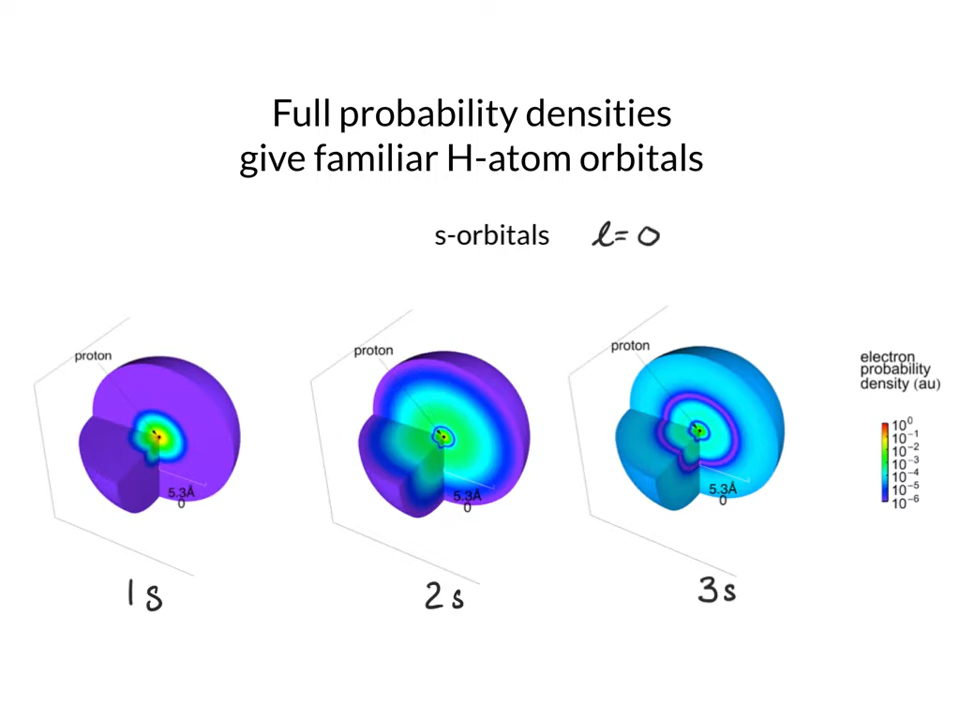 Full probability densities
give familiar H-atom orbitals
s-orbitals l=0
proton
5.3Å
0
proton
5.3Å
0
proton
5.3Å
0
electron
probability
density (au)
10⁰
10⁻¹
10⁻²
10⁻³
10⁻⁴
10⁻⁵
10⁻⁶
1s
2s
3s